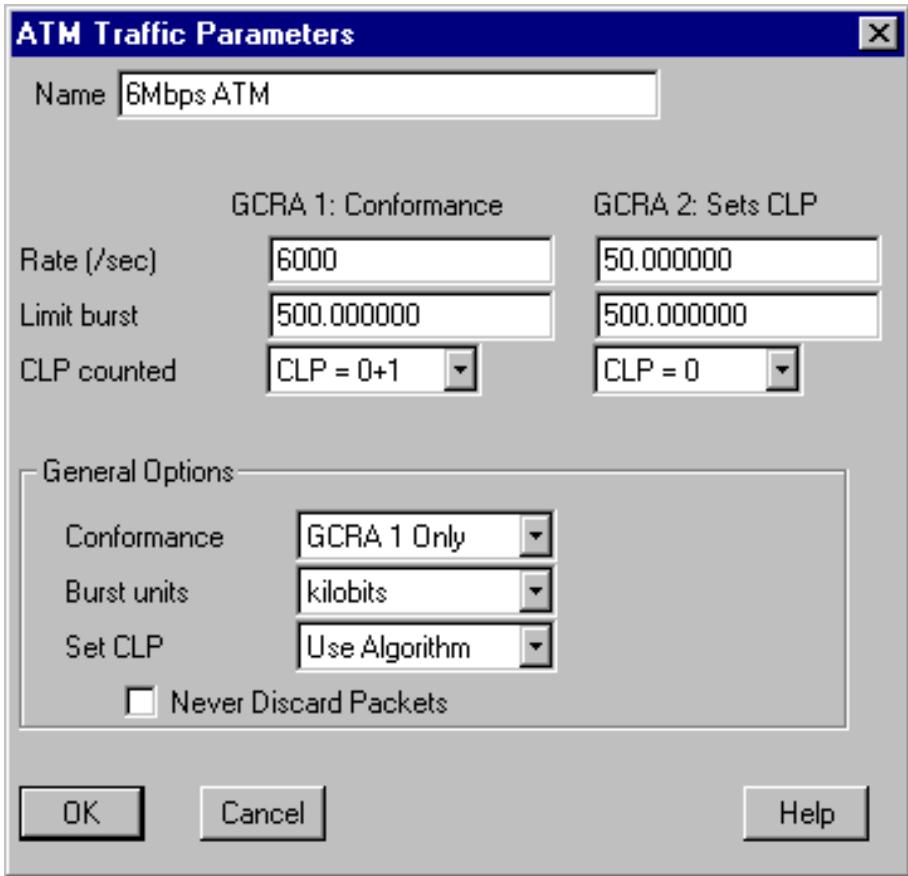 ATM Traffic Parameters
Name 6Mbps ATM
GCRA 1: Conformance GCRA 2: Sets CLP
Rate (/sec) 6000 50.000000
Limit burst 500.000000 500.000000
CLP counted CLP = 0+1 CLP = 0
General Options
Conformance GCRA 1 Only
Burst units kilobits
Set CLP Use Algorithm
Never Discard Packets
OK Cancel Help